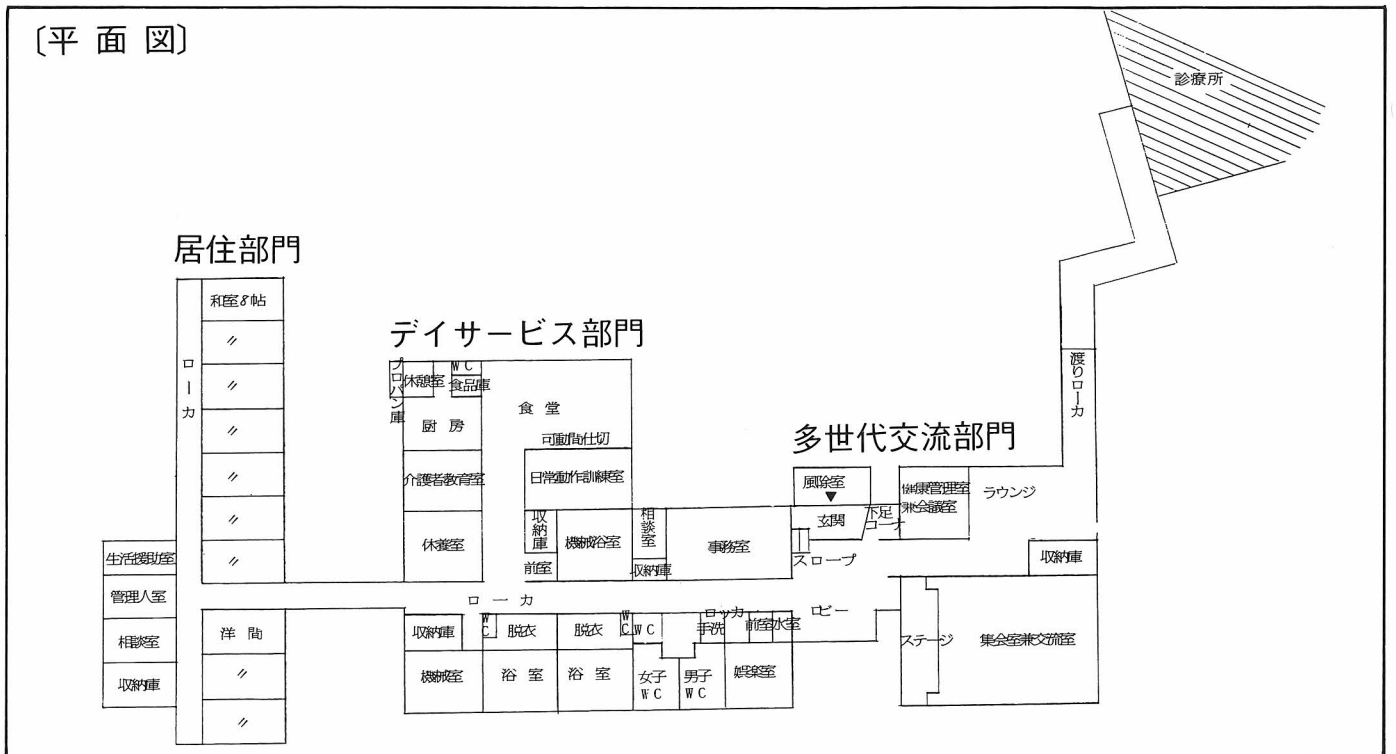 〔平面図〕
診療所
居住部門
和室8帖
〃
〃
〃
〃
〃
〃
ローカ
生活援助室
管理人室
相談室
収納庫
洋間
〃
〃
デイサービス部門
プロパン庫
休憩室
WC
食品庫
厨房
食堂
可動間仕切
介護者教育室
日常動作訓練室
休養室
収納庫
前室
機械浴室
相談室
収納庫
事務室
ローカ
収納庫
WC
脱衣
脱衣
WC
WC
ロッカ
手洗
前室
水室
機械室
浴室
浴室
女子
WC
男子
WC
娯楽室
多世代交流部門
風除室
▼
玄関
下足
コーナ
スロープ
ロビー
健康管理室
兼会議室
ラウンジ
渡りローカ
収納庫
ステージ
集会室兼交流室